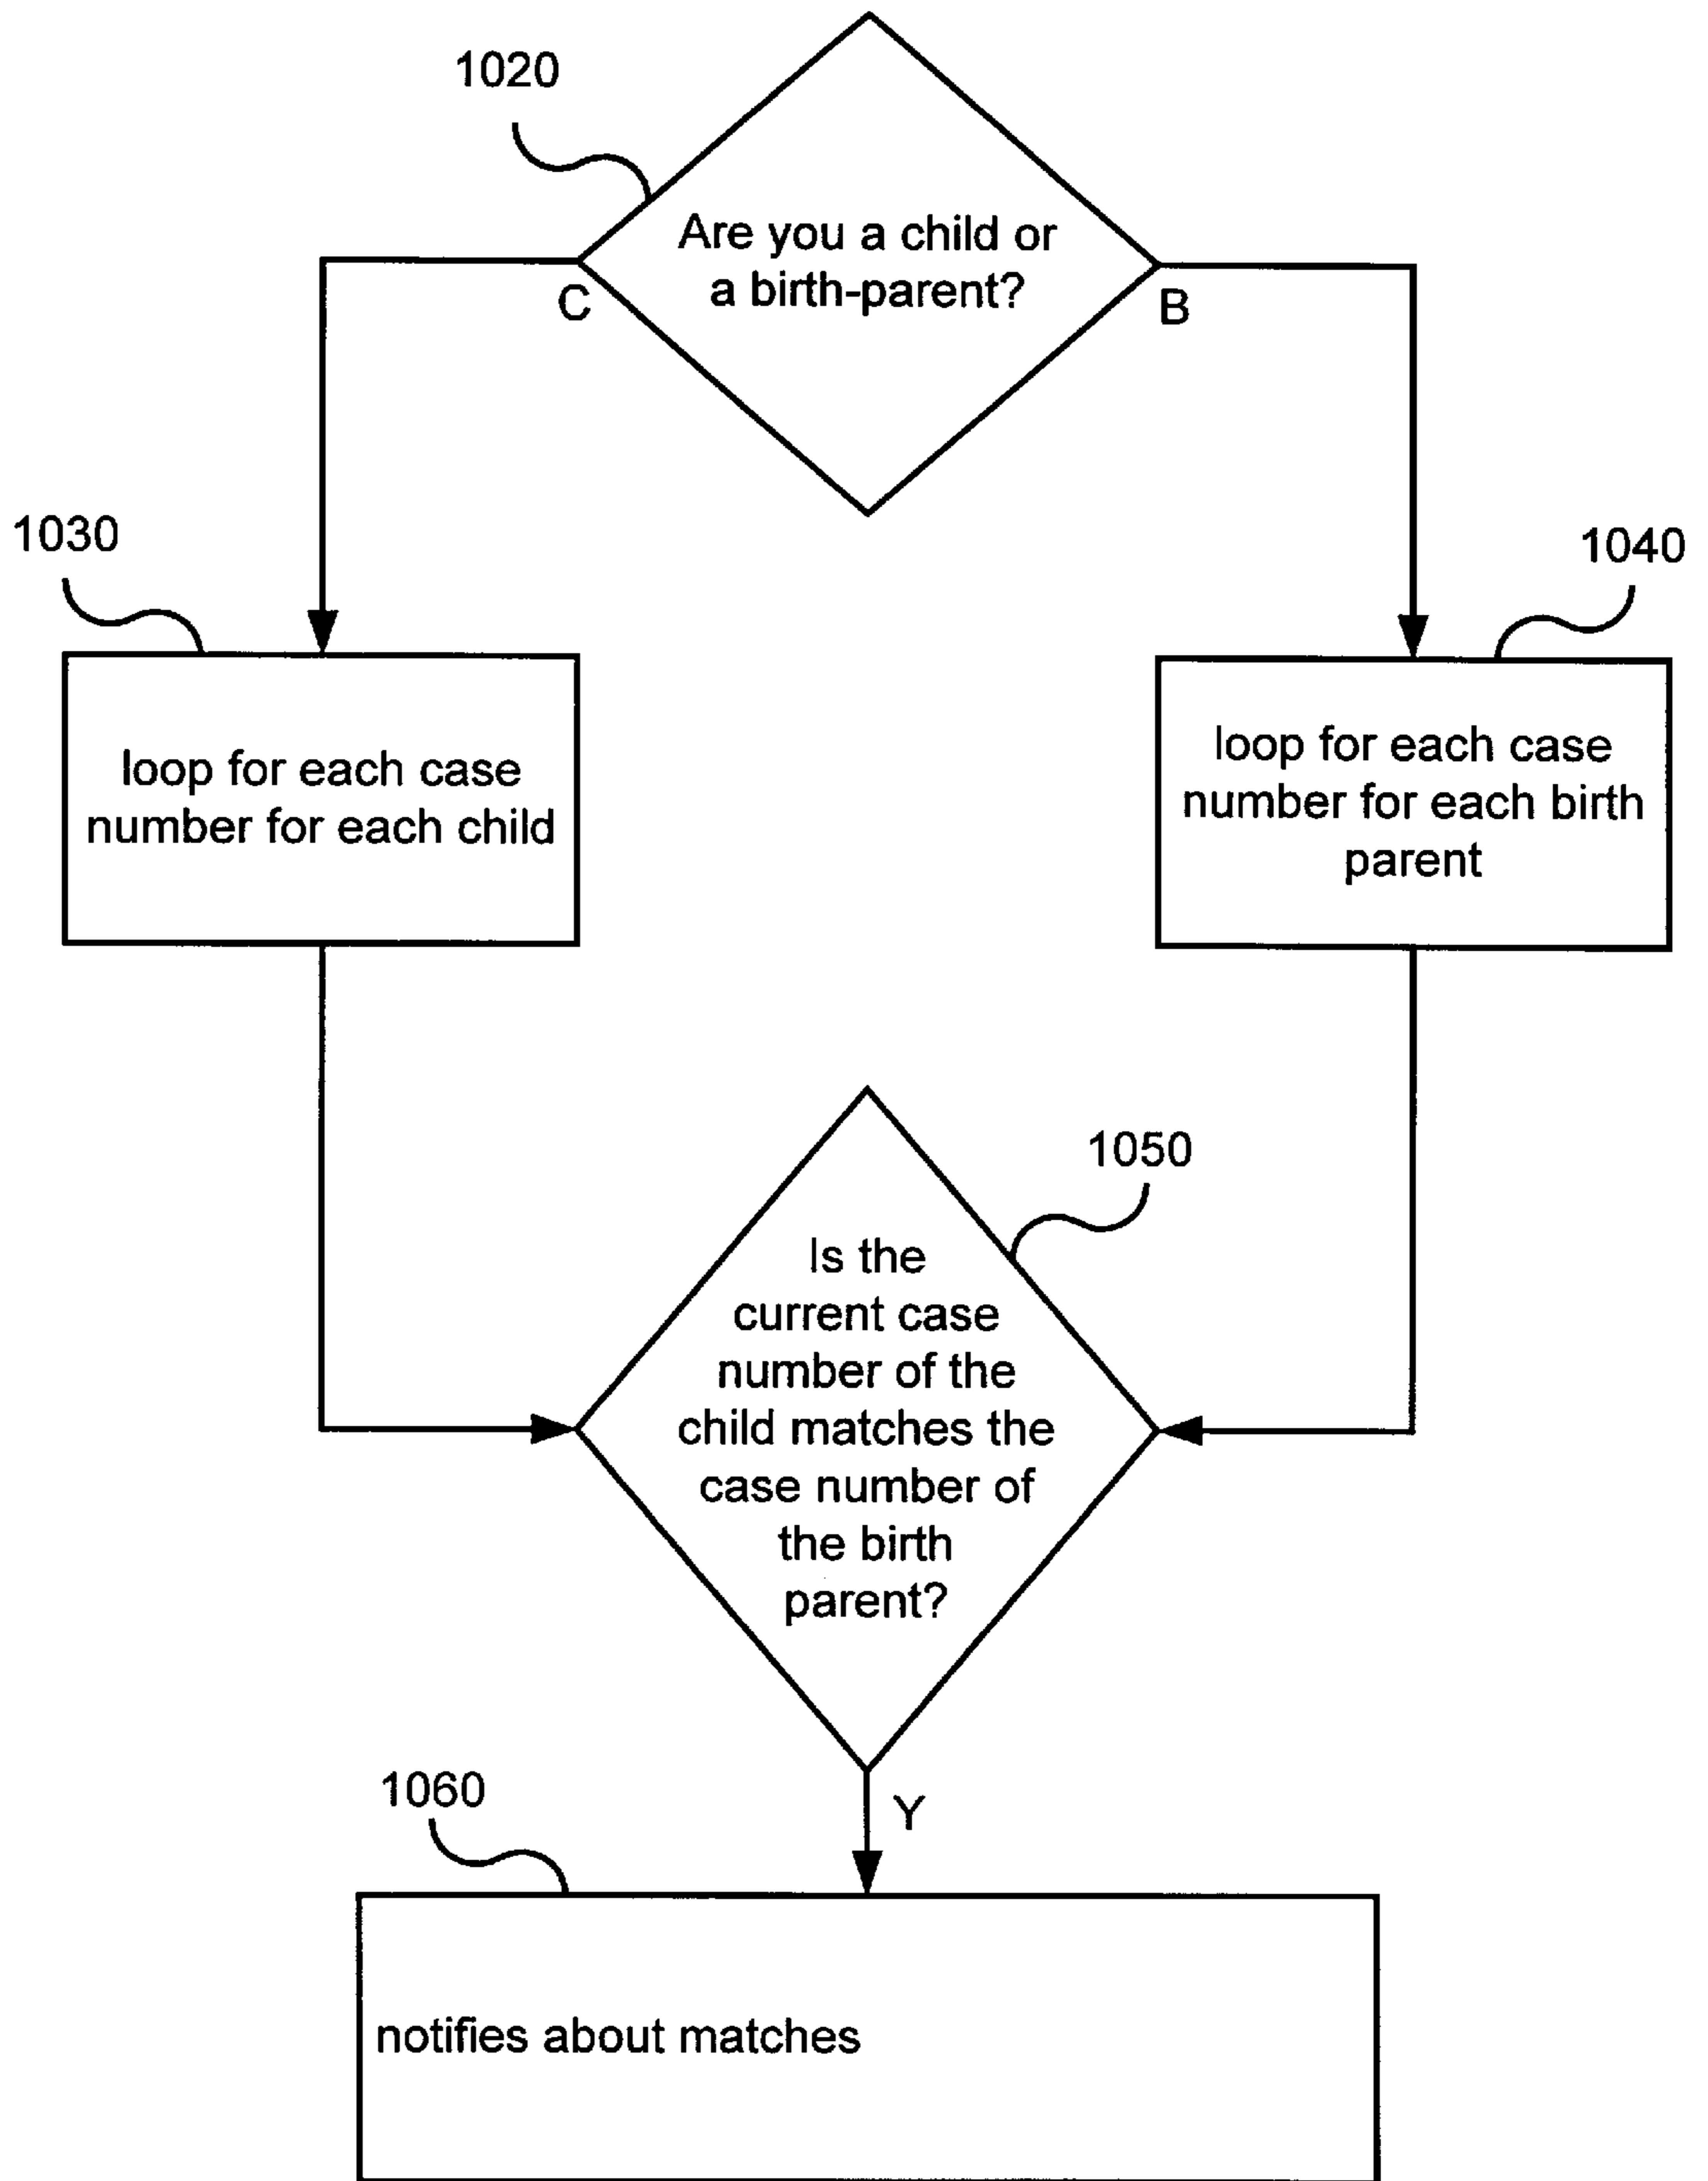 1020
Are you a child or
a birth-parent?
C
B
1030
1040
loop for each case
number for each child
loop for each case
number for each birth
parent
1050
Is the
current case
number of the
child matches the
case number of
the birth
parent?
1060
Y
notifies about matches